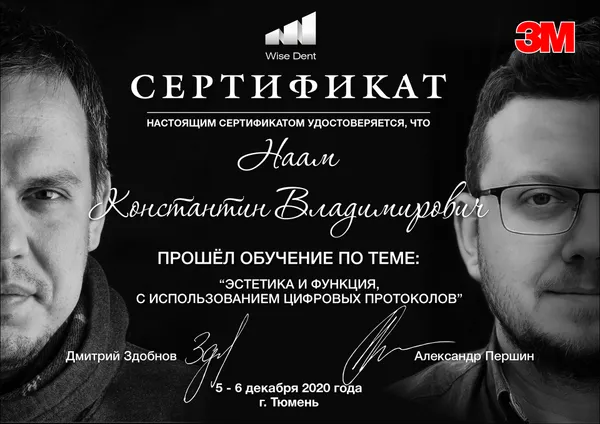 Wise Dent
3M
СЕРТИФИКАТ
НАСТОЯЩИМ СЕРТИФИКАТОМ УДОСТОВЕРЯЕТСЯ, ЧТО
Наам
Константин Владимирович
ПРОШЁЛ ОБУЧЕНИЕ ПО ТЕМЕ:
“ЭСТЕТИКА И ФУНКЦИЯ,
С ИСПОЛЬЗОВАНИЕМ ЦИФРОВЫХ ПРОТОКОЛОВ”
Дмитрий Здобнов
Александр Першин
5 - 6 декабря 2020 года
г. Тюмень